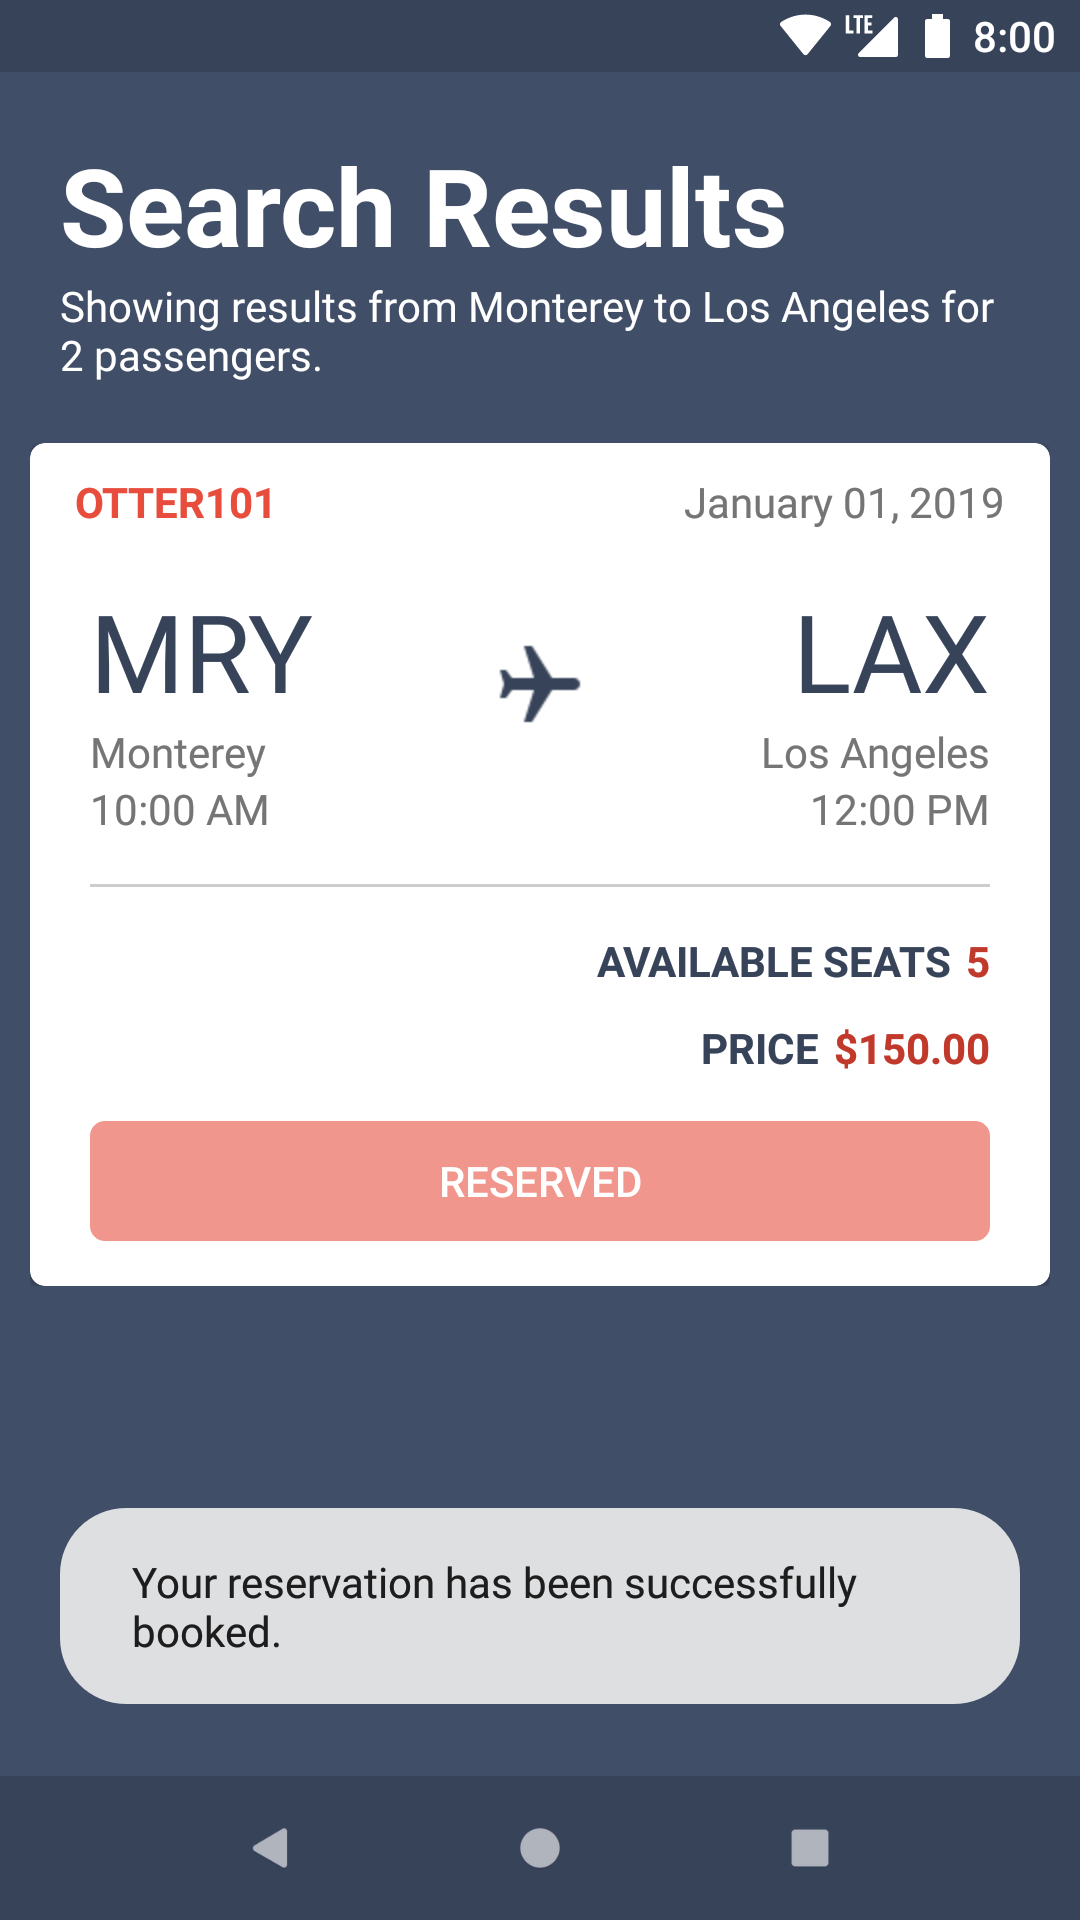 LTE 8:00
Search Results
Showing results from Monterey to Los Angeles for
2 passengers.
OTTER101 January 01, 2019
MRY LAX
Monterey Los Angeles
10:00 AM 12:00 PM
AVAILABLE SEATS 5
PRICE $150.00
RESERVED
Your reservation has been successfully
booked.